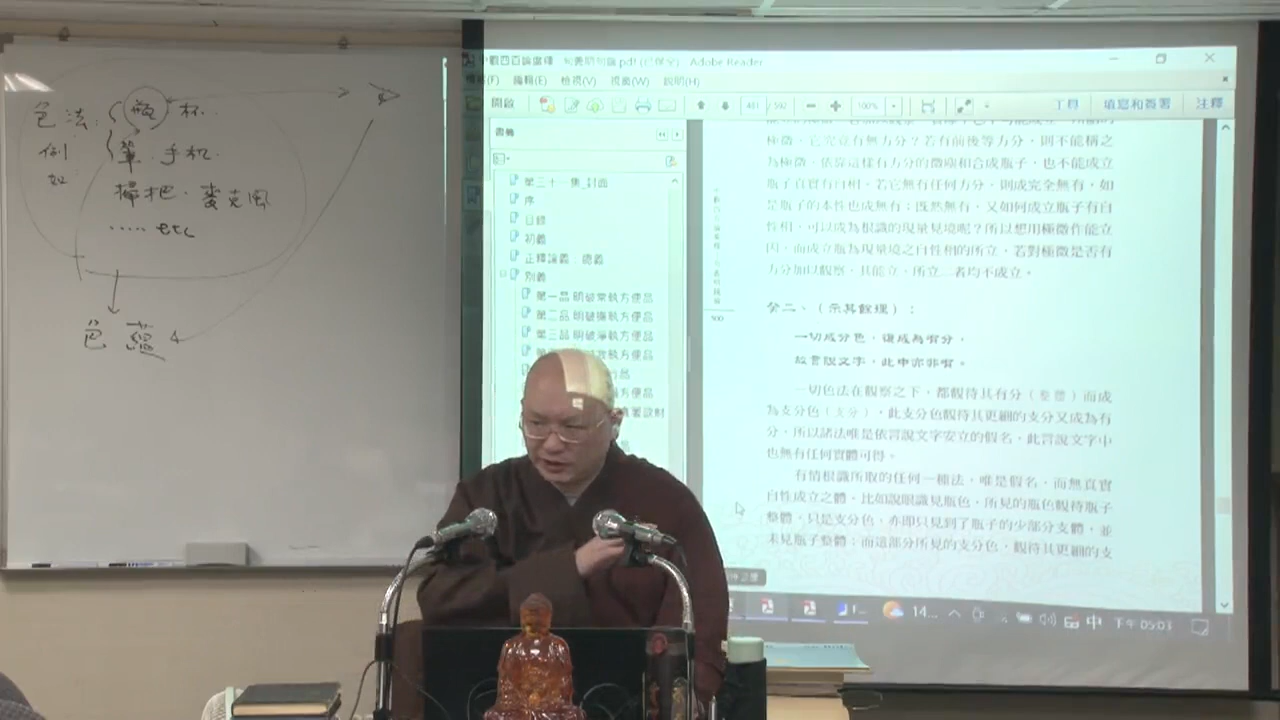 色法: 瓶 杯
例 筆 手机
如 掃把、麥克風
…… etc
色蘊
Adobe Reader
編輯(E) 檢視(V) 視窗(W) 說明(H)
開啟
481 / 592
100%
工具 填寫和簽署 註釋
書籤
第三十一集_封面
序
目錄
初義
正釋論義 總義
別義
第一品 明破常執方便品
第二品 明破樂執方便品
第三品 明破淨執方便品
極微，它究竟有無方分？若有前後等方分，則不能稱之
為極微，依靠這樣有方分的微塵和合成瓶子，也不能成立
瓶子真實有自相，若它無有任何方分，則成完全無有，如
是瓶子的本性也成無有；既然無有，又如何成立瓶子有自
性相，可以成為根識的現量見境呢？所以想用極微作能立
因，而成立瓶為現量境之自性相的所立，若對極微是否有
方分加以觀察，其能立、所立二者均不成立。
癸二、（示其餘理）：
一切成分色，復成為有分，
故言說文字，此中亦非有。
一切色法在觀察之下，都觀待其有分（整體）而成
為支分色（支分），此支分色觀待其更細的支分又成為有
分，所以諸法唯是依言說文字安立的假名，此言說文字中
也無有任何實體可得。
有情根識所取的任何一種法，唯是假名，而無真實
自性成立之體，比如說眼識見瓶色，所見的瓶色觀待瓶子
整體，只是支分色，亦即只見到了瓶子的少部分支體，並
未見瓶子整體；而這部分所見的支分色，觀待其更細的支
14...
中
下午 05:03